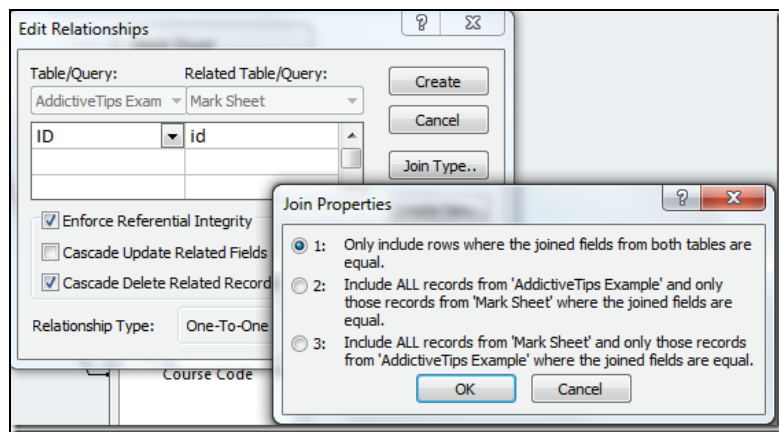 Edit Relationships
Table/Query: Related Table/Query:
AddictiveTips Exam Mark Sheet
ID id
Create
Cancel
Join Type..
Enforce Referential Integrity
Cascade Update Related Fields
Cascade Delete Related Record
Relationship Type: One-To-One
Join Properties
1: Only include rows where the joined fields from both tables are
equal.
2: Include ALL records from 'AddictiveTips Example' and only
those records from 'Mark Sheet' where the joined fields are
equal.
3: Include ALL records from 'Mark Sheet' and only those records
from 'AddictiveTips Example' where the joined fields are equal.
OK Cancel
Course Code